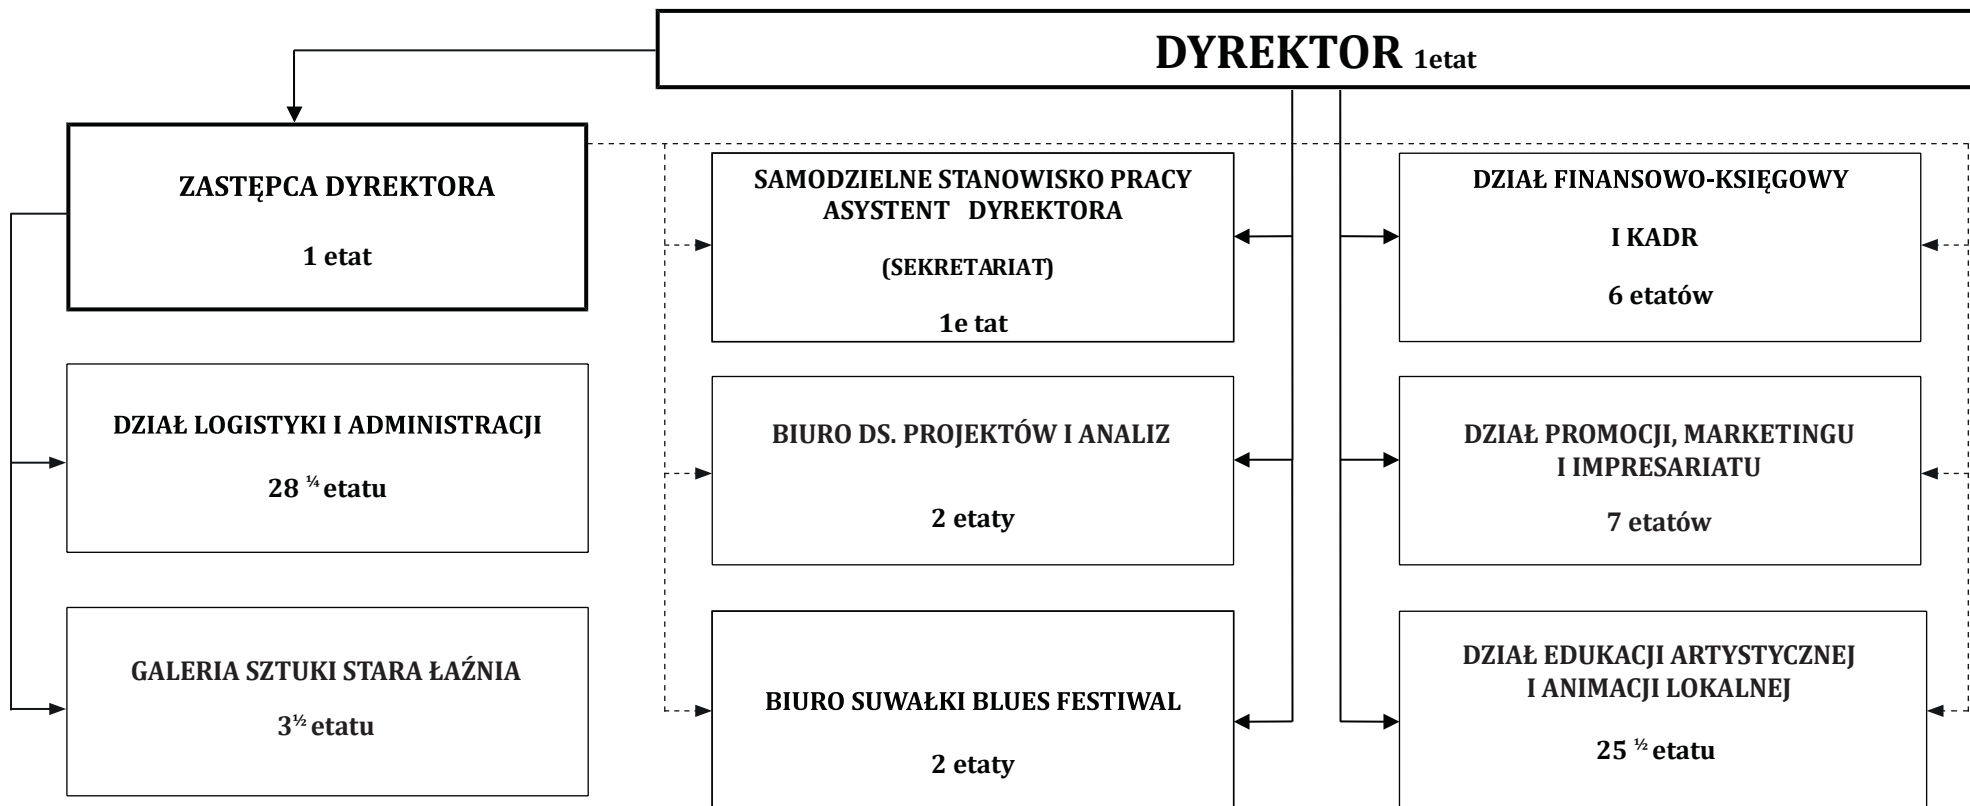 DYREKTOR 1etat
ZASTĘPCA DYREKTORA
1 etat
SAMODZIELNE STANOWISKO PRACY
ASYSTENT DYREKTORA
(SEKRETARIAT)
1e tat
DZIAŁ FINANSOWO-KSIĘGOWY
I KADR
6 etatów
DZIAŁ LOGISTYKI I ADMINISTRACJI
28 ¼ etatu
BIURO DS. PROJEKTÓW I ANALIZ
2 etaty
DZIAŁ PROMOCJI, MARKETINGU
I IMPRESARIATU
7 etatów
GALERIA SZTUKI STARA ŁAŹNIA
3½ etatu
BIURO SUWAŁKI BLUES FESTIWAL
2 etaty
DZIAŁ EDUKACJI ARTYSTYCZNEJ
I ANIMACJI LOKALNEJ
25 ½ etatu